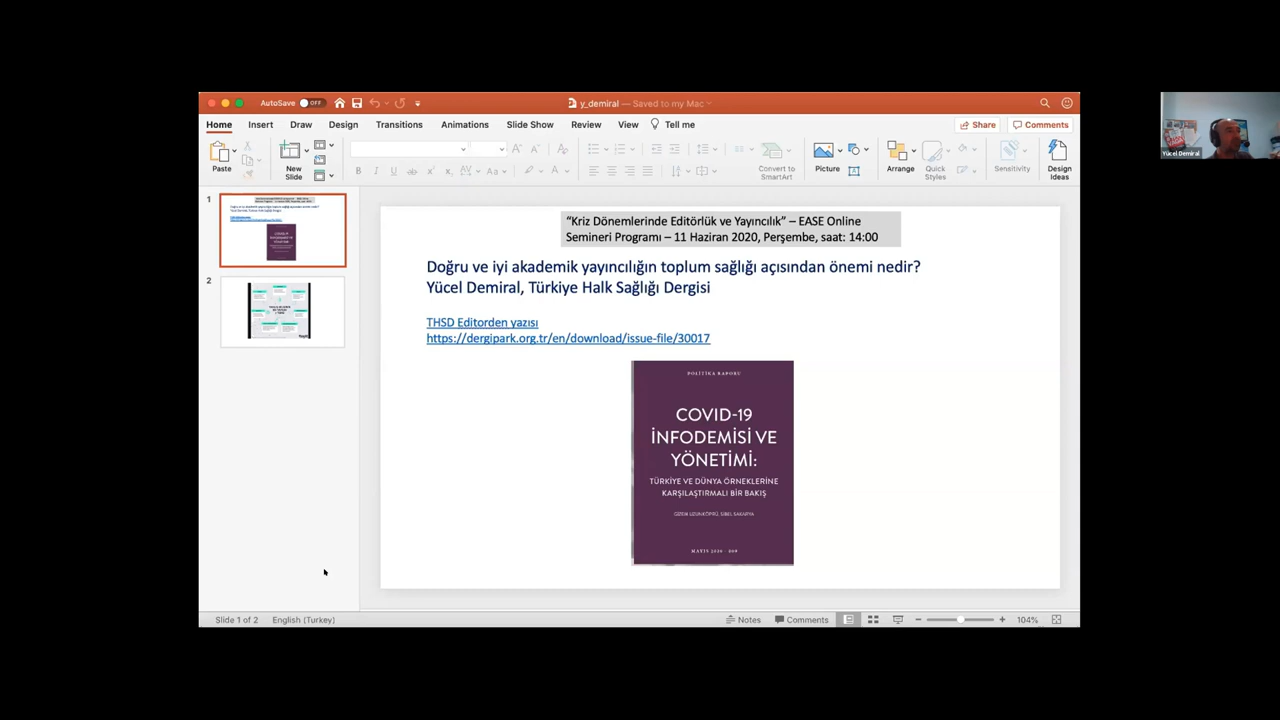 AutoSave OFF
y_demiral — Saved to my Mac
Home Insert Draw Design Transitions Animations Slide Show Review View Tell me Share Comments
Paste New Slide Convert to SmartArt Picture Arrange Quick Styles Sensitivity Design Ideas
Yücel Demiral
1
2
"Kriz Dönemlerinde Editörlük ve Yayıncılık" – EASE Online
Semineri Programı – 11 Haziran 2020, Perşembe, saat: 14:00
Doğru ve iyi akademik yayıncılığın toplum sağlığı açısından önemi nedir?
Yücel Demiral, Türkiye Halk Sağlığı Dergisi
THSD Editorden yazısı
https://dergipark.org.tr/en/download/issue-file/30017
POLİTİKA RAPORU
COVID-19
İNFODEMİSİ VE
YÖNETİMİ:
TÜRKİYE VE DÜNYA ÖRNEKLERİNE
KARŞILAŞTIRMALI BİR BAKIŞ
Slide 1 of 2 English (Turkey) Notes Comments 104%